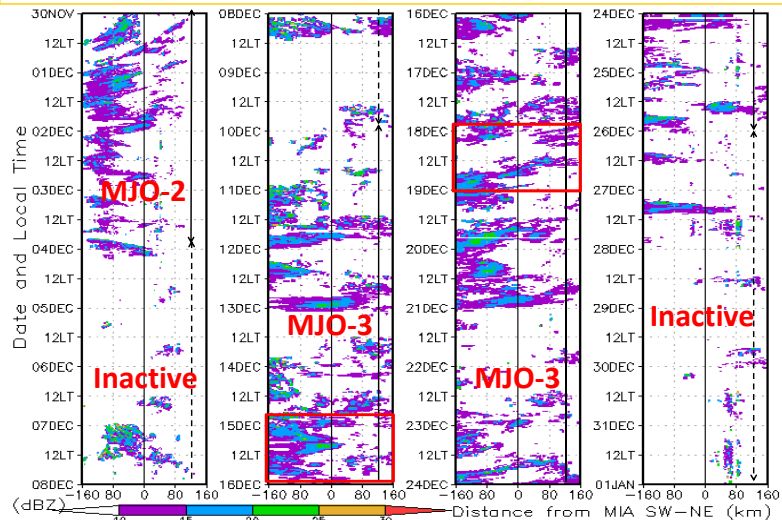 Date and Local Time
30NOV
12LT
01DEC
12LT
02DEC
12LT
03DEC
12LT
04DEC
12LT
05DEC
12LT
06DEC
12LT
07DEC
12LT
08DEC
MJO-2
Inactive
-160 80 0 80 160
08DEC
12LT
09DEC
12LT
10DEC
12LT
11DEC
12LT
12DEC
12LT
13DEC
12LT
14DEC
12LT
15DEC
12LT
16DEC
MJO-3
-160 80 0 80 160
16DEC
12LT
17DEC
12LT
18DEC
12LT
19DEC
12LT
20DEC
12LT
21DEC
12LT
22DEC
12LT
23DEC
12LT
24DEC
MJO-3
-160 80 0 80 160
24DEC
12LT
25DEC
12LT
26DEC
12LT
27DEC
12LT
28DEC
12LT
29DEC
12LT
30DEC
12LT
31DEC
12LT
01JAN
Inactive
-160 80 0 80 160
(dBZ)
10 15 20 25 30
Distance from MIA SW-NE (km)